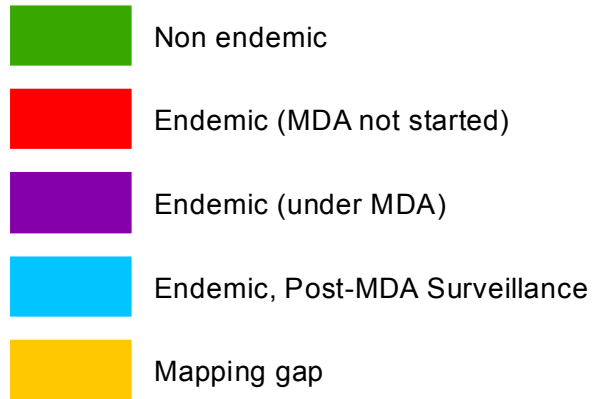 Non endemic
Endemic (MDA not started)
Endemic (under MDA)
Endemic, Post-MDA Surveillance
Mapping gap